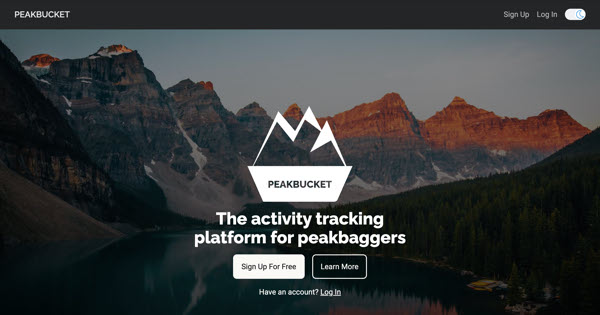 PEAKBUCKET
Sign Up
Log In
PEAKBUCKET
The activity tracking
platform for peakbaggers
Sign Up For Free
Learn More
Have an account? Log In